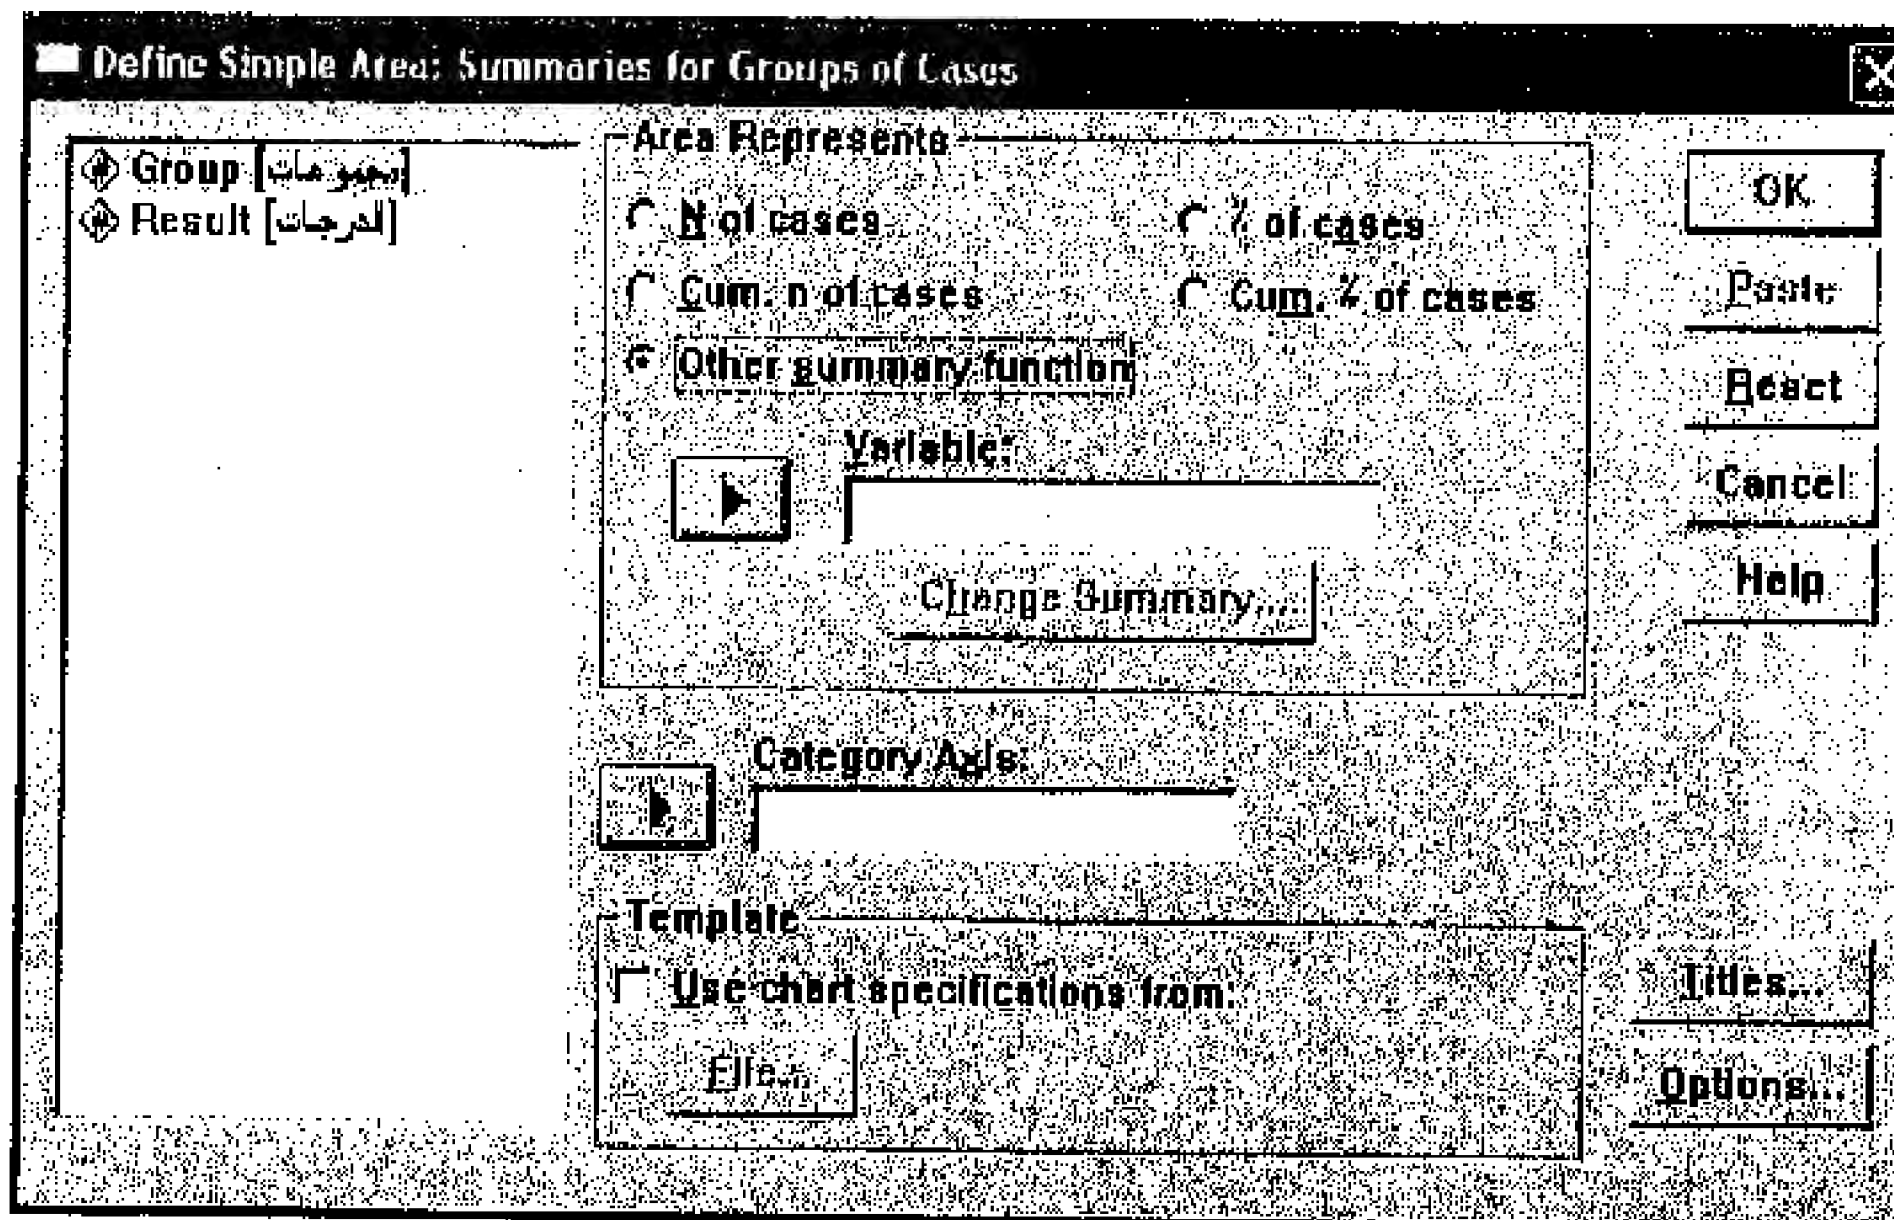 Define Simple Area: Summaries for Groups of Cases
Group
Result [الدرجات]
Area Represents
N of cases
% of cases
Cum. n of cases
Cum. % of cases
Other summary function
Variable:
Change Summary...
Category Axis:
Template
Use chart specifications from:
File...
OK
Paste
Reset
Cancel
Help
Titles...
Options...